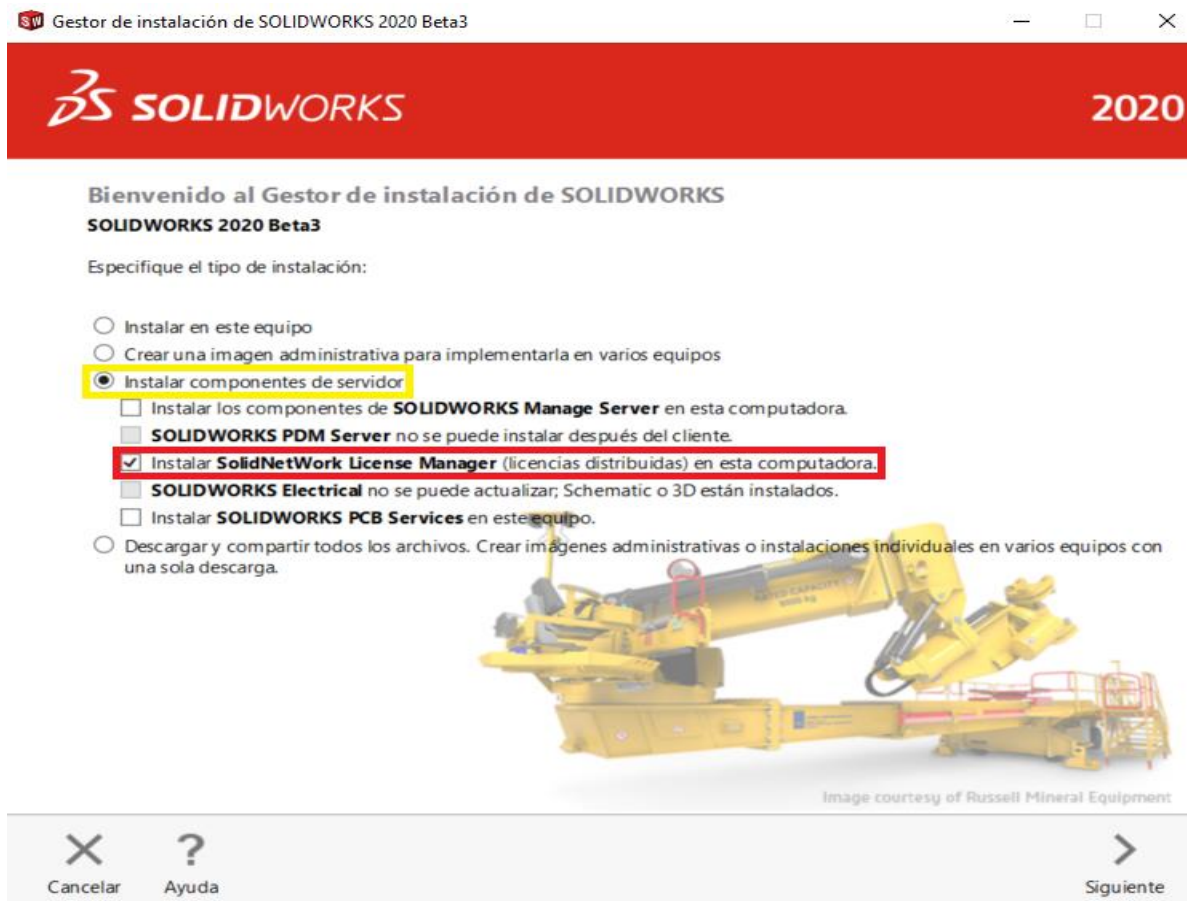 Gestor de instalación de SOLIDWORKS 2020 Beta3
SOLIDWORKS
2020
Bienvenido al Gestor de instalación de SOLIDWORKS
SOLIDWORKS 2020 Beta3
Especifique el tipo de instalación:
Instalar en este equipo
Crear una imagen administrativa para implementarla en varios equipos
Instalar componentes de servidor
Instalar los componentes de SOLIDWORKS Manage Server en esta computadora.
SOLIDWORKS PDM Server no se puede instalar después del cliente.
Instalar SolidNetWork License Manager (licencias distribuidas) en esta computadora.
SOLIDWORKS Electrical no se puede actualizar; Schematic o 3D están instalados.
Instalar SOLIDWORKS PCB Services en este equipo.
Descargar y compartir todos los archivos. Crear imágenes administrativas o instalaciones individuales en varios equipos con
una sola descarga.
RATED CAPACITY
5000 kg
Image courtesy of Russell Mineral Equipment
Cancelar
Ayuda
Siguiente